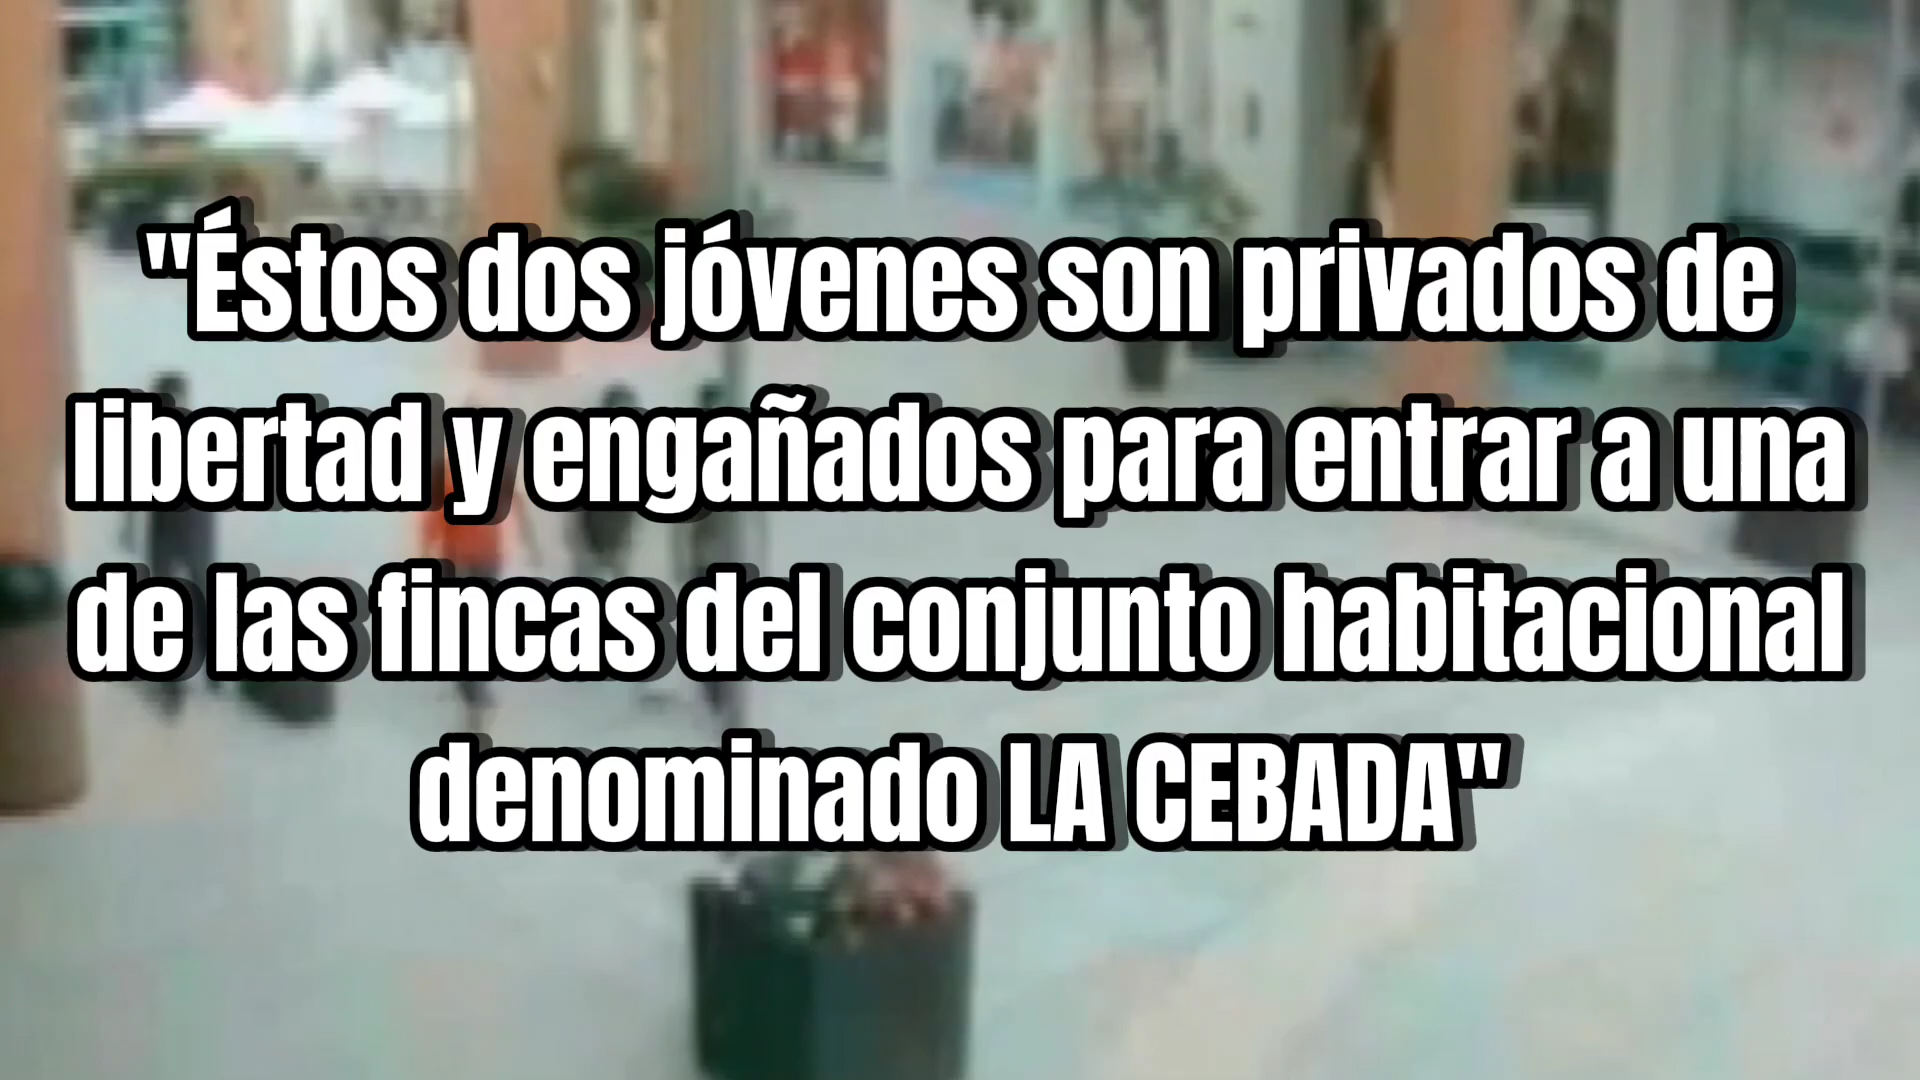 "Éstos dos jóvenes son privados de
libertad y engañados para entrar a una
de las fincas del conjunto habitacional
denominado LA CEBADA"